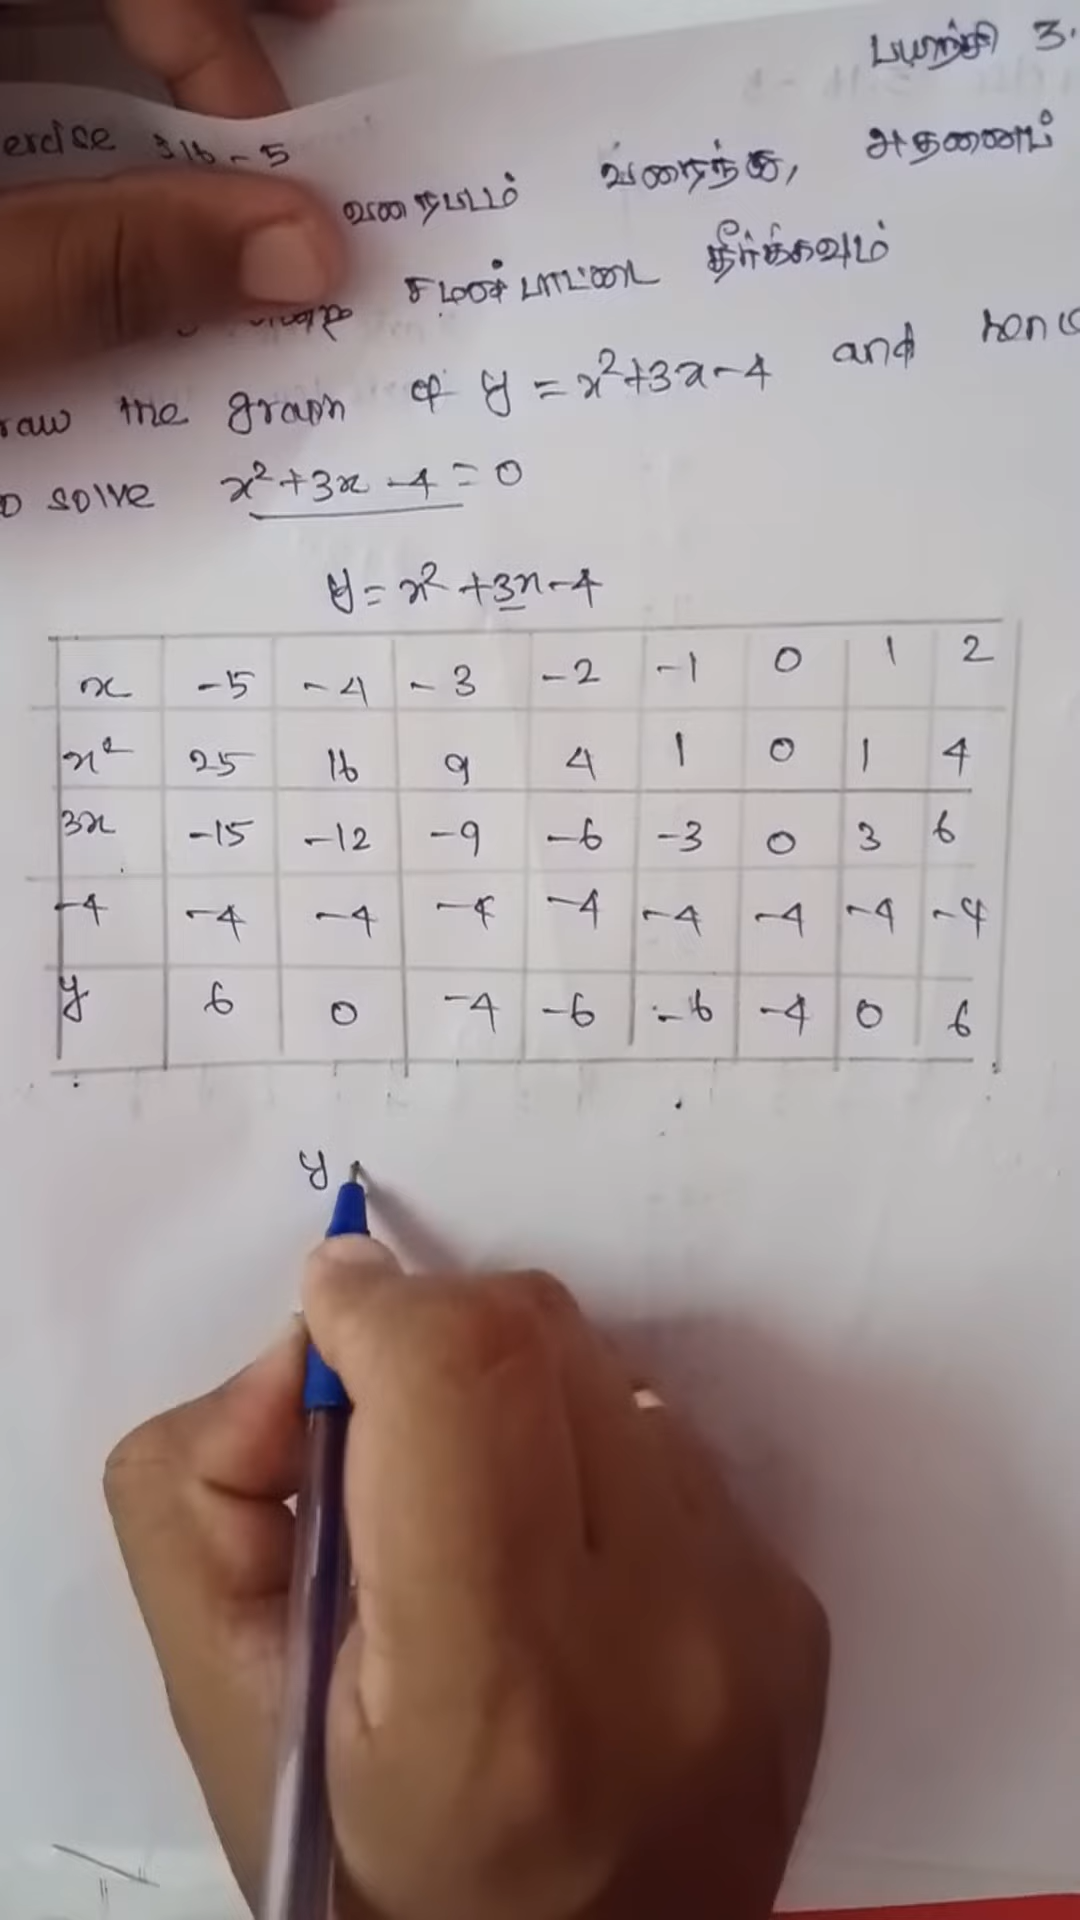 பயிற்சி 3.
ercise 3.16 - 5
வரைபடம் வரைந்து, அதனைப்
சமன்பாட்டை தீர்க்கவும்
raw the graph of y = x²+3x-4 and henc
o solve x²+3x-4=0
y = x² +3x-4
x -5 -4 -3 -2 -1 0 1 2
x² 25 16 9 4 1 0 1 4
3x -15 -12 -9 -6 -3 0 3 6
-4 -4 -4 -4 -4 -4 -4 -4 -4
y 6 0 -4 -6 -6 -4 0 6
y